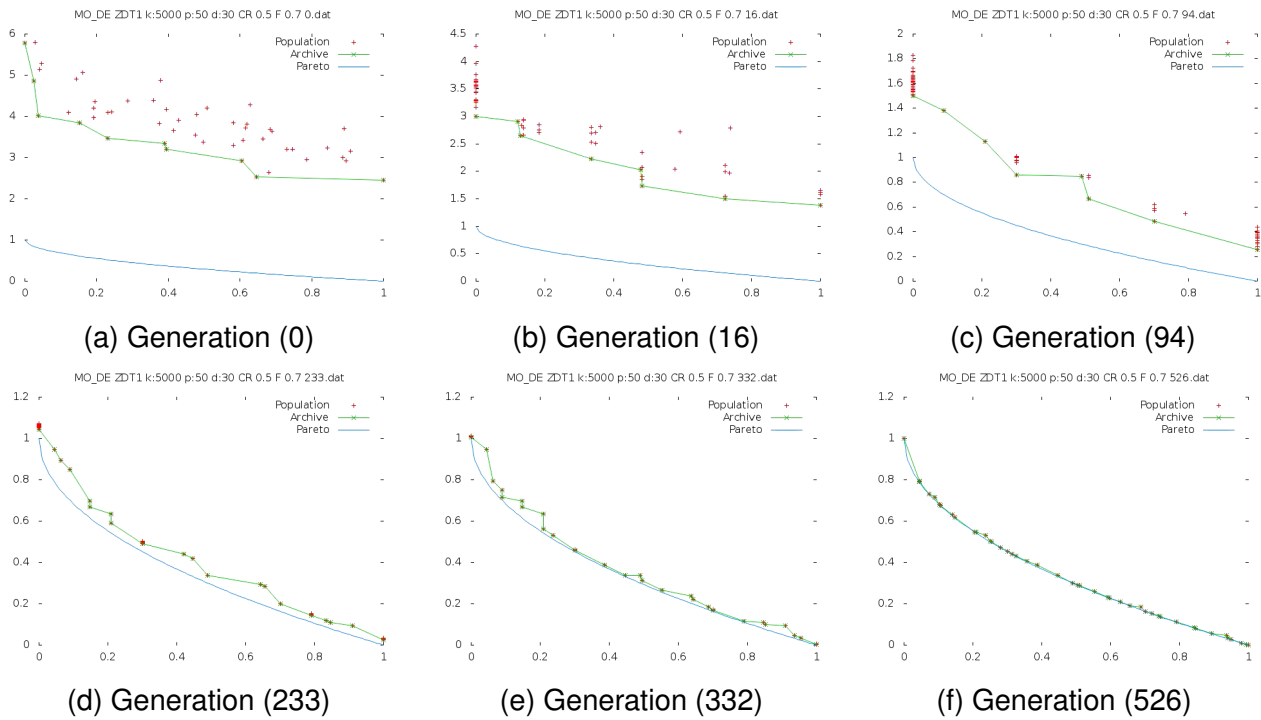 MO_DE ZDT1 k:5000 p:50 d:30 CR 0.5 F 0.7 0.dat
6
5
4
3
2
1
0
0 0.2 0.4 0.6 0.8 1
Population
Archive
Pareto
(a) Generation (0)
MO_DE ZDT1 k:5000 p:50 d:30 CR 0.5 F 0.7 16.dat
5
4.5
4
3.5
3
2.5
2
1.5
1
0.5
0
0 0.2 0.4 0.6 0.8 1
Population
Archive
Pareto
(b) Generation (16)
MO_DE ZDT1 k:5000 p:50 d:30 CR 0.5 F 0.7 94.dat
2
1.8
1.6
1.4
1.2
1
0.8
0.6
0.4
0.2
0
0 0.2 0.4 0.6 0.8 1
Population
Archive
Pareto
(c) Generation (94)
MO_DE ZDT1 k:5000 p:50 d:30 CR 0.5 F 0.7 233.dat
1.2
1
0.8
0.6
0.4
0.2
0
0 0.2 0.4 0.6 0.8 1
Population
Archive
Pareto
(d) Generation (233)
MO_DE ZDT1 k:5000 p:50 d:30 CR 0.5 F 0.7 332.dat
1.2
1
0.8
0.6
0.4
0.2
0
0 0.2 0.4 0.6 0.8 1
Population
Archive
Pareto
(e) Generation (332)
MO_DE ZDT1 k:5000 p:50 d:30 CR 0.5 F 0.7 526.dat
1.2
1
0.8
0.6
0.4
0.2
0
0 0.2 0.4 0.6 0.8 1
Population
Archive
Pareto
(f) Generation (526)